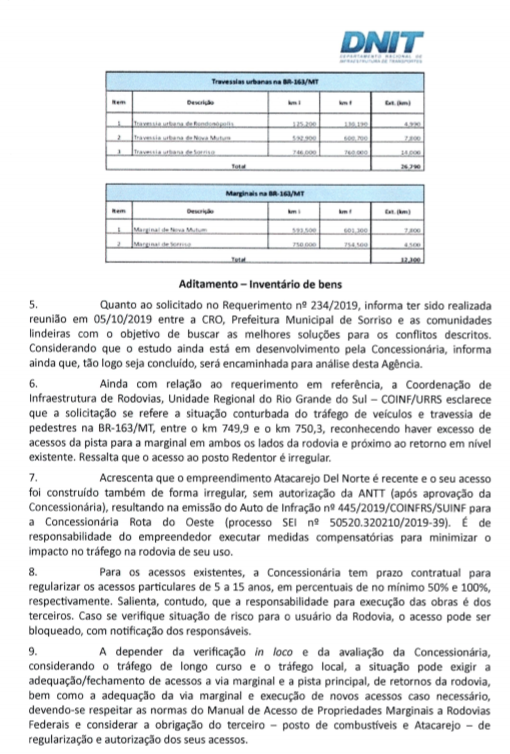 DNIT
DEPARTAMENTO NACIONAL DE
INFRAESTRUTURA DE TRANSPORTES
Travessias urbanas na BR-163/MT
Item Descrição km i km f Ext. (km)
1 Travessia urbana de Rondonópolis
2 Travessia urbana de Nova Mutum 7,800
3 Travessia urbana de Sorriso 746,000 760,000 14,000
Total
Marginais na BR-163/MT
Item Descrição km i km f Ext. (km)
1 Marginal de Nova Mutum 7,800
2 Marginal de Sorriso 750,000 754,500 4,500
Total 12,300
Aditamento – Inventário de bens
5. Quanto ao solicitado no Requerimento nº 234/2019, informa ter sido realizada
reunião em 05/10/2019 entre a CRO, Prefeitura Municipal de Sorriso e as comunidades
lindeiras com o objetivo de buscar as melhores soluções para os conflitos descritos.
Considerando que o estudo ainda está em desenvolvimento pela Concessionária, informa
ainda que, tão logo seja concluído, será encaminhada para análise desta Agência.
6. Ainda com relação ao requerimento em referência, a Coordenação de
Infraestrutura de Rodovias, Unidade Regional do Rio Grande do Sul – COINF/URRS esclarece
que a solicitação se refere a situação conturbada do tráfego de veículos e travessia de
pedestres na BR-163/MT, entre o km 749,9 e o km 750,3, reconhecendo haver excesso de
acessos da pista para a marginal em ambos os lados da rodovia e próximo ao retorno em nível
existente. Ressalta que o acesso ao posto Redentor é irregular.
7. Acrescenta que o empreendimento Atacarejo Del Norte é recente e o seu acesso
foi construído também de forma irregular, sem autorização da ANTT (após aprovação da
Concessionária), resultando na emissão do Auto de Infração nº 445/2019/COINFRS/SUINF para
a Concessionária Rota do Oeste (processo SEI nº 50520.320210/2019-39). É de
responsabilidade do empreendedor executar medidas compensatórias para minimizar o
impacto no tráfego na rodovia de seu uso.
8. Para os acessos existentes, a Concessionária tem prazo contratual para
regularizar os acessos particulares de 5 a 15 anos, em percentuais de no mínimo 50% e 100%,
respectivamente. Salienta, contudo, que a responsabilidade para execução das obras é dos
terceiros. Caso se verifique situação de risco para o usuário da Rodovia, o acesso pode ser
bloqueado, com notificação dos responsáveis.
9. A depender da verificação in loco e da avaliação da Concessionária,
considerando o tráfego de longo curso e o tráfego local, a situação pode exigir a
adequação/fechamento de acessos a via marginal e a pista principal, de retornos da rodovia,
bem como a adequação da via marginal e execução de novos acessos caso necessário,
devendo-se respeitar as normas do Manual de Acesso de Propriedades Marginais a Rodovias
Federais e considerar a obrigação do terceiro – posto de combustíveis e Atacarejo – de
regularização e autorização dos seus acessos.